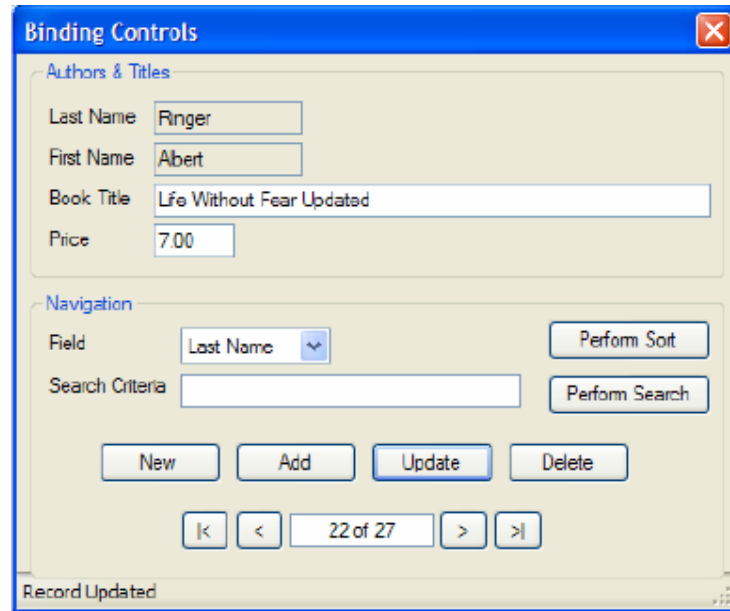 Binding Controls
Authors & Titles
Last Name Ringer
First Name Albert
Book Title Life Without Fear Updated
Price 7.00
Navigation
Field Last Name Perform Sort
Search Criteria Perform Search
New Add Update Delete
|< < 22 of 27 > >|
Record Updated